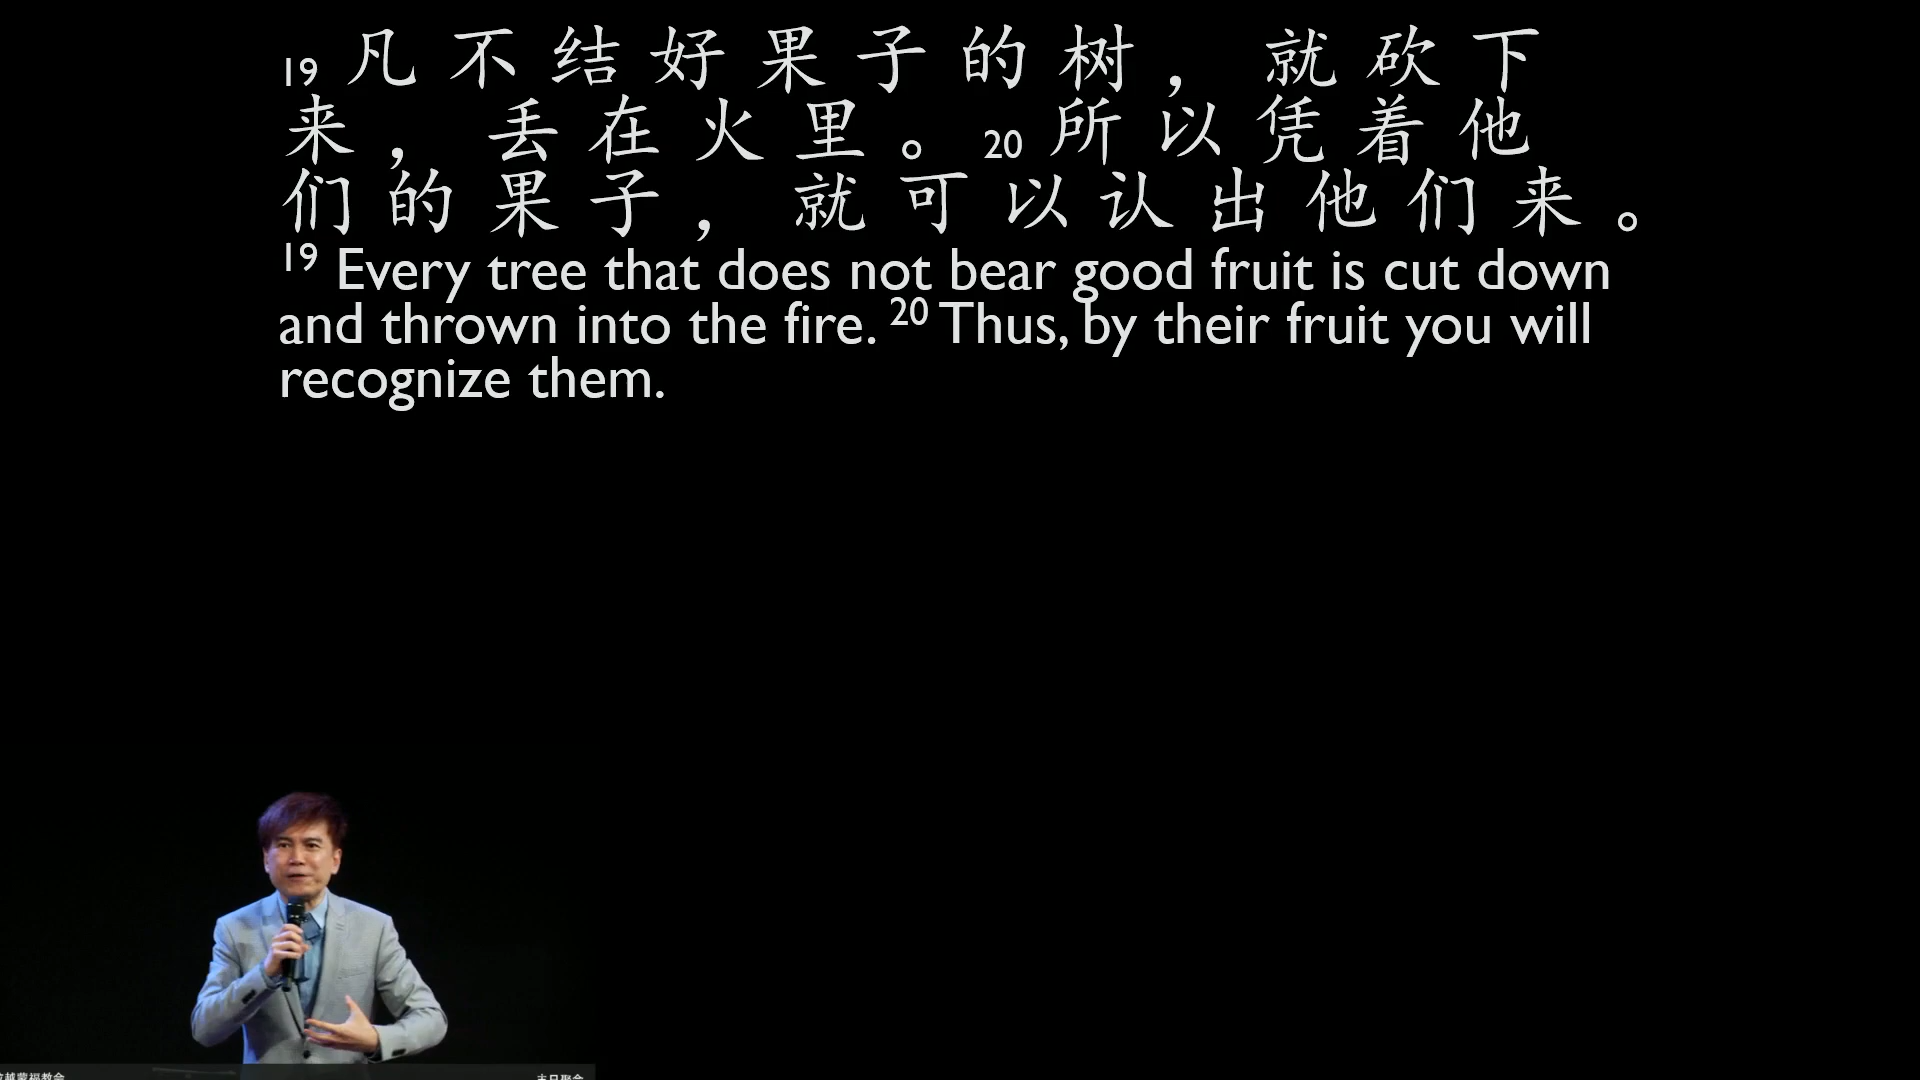 19 凡不结好果子的树，就砍下
来，丢在火里。20 所以凭着他
们的果子，就可以认出他们来。
19 Every tree that does not bear good fruit is cut down
and thrown into the fire. 20 Thus, by their fruit you will
recognize them.